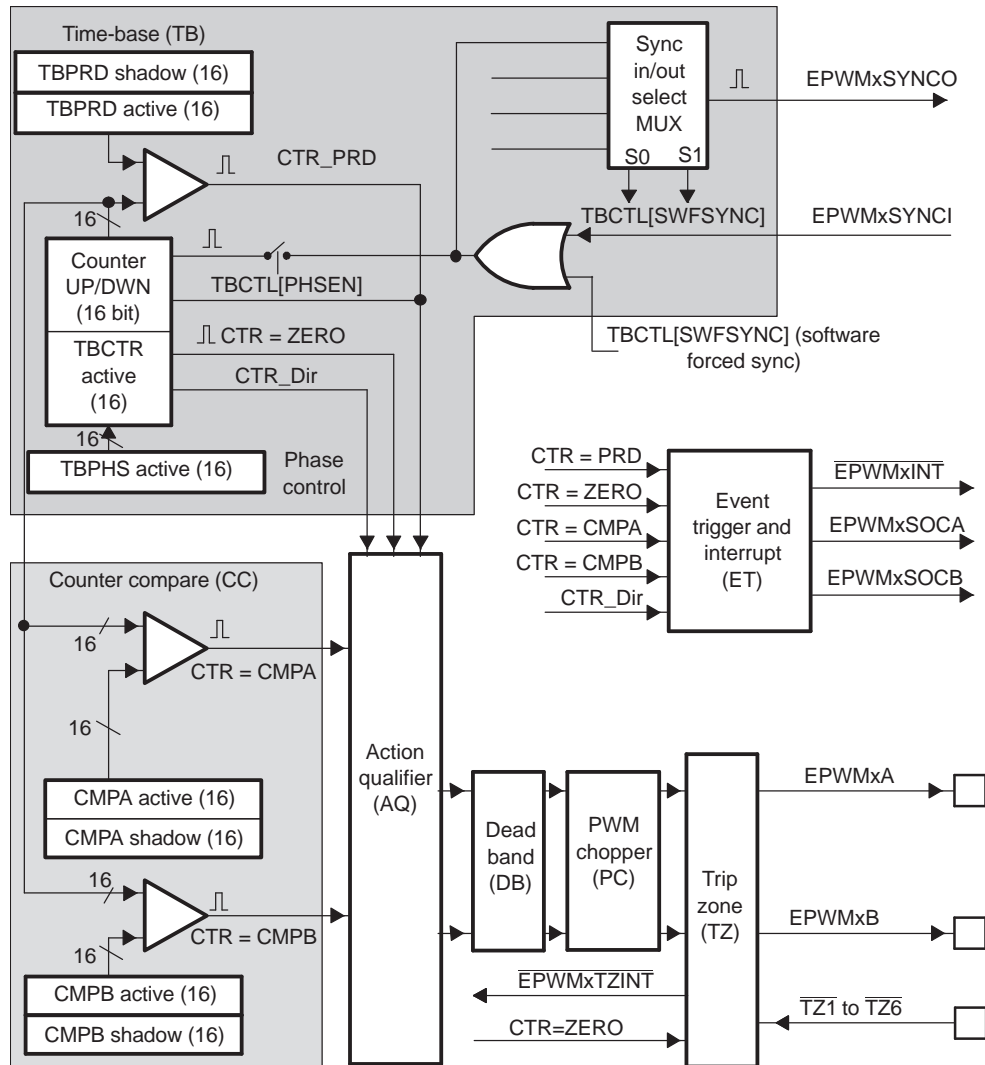 Time-base (TB)
TBPRD shadow (16)
TBPRD active (16)
CTR_PRD
16
Counter
UP/DWN
(16 bit)
TBCTR
active
(16)
TBCTL[PHSEN]
CTR = ZERO
CTR_Dir
16
TBPHS active (16)
Phase
control
Sync
in/out
select
MUX
S0 S1
EPWMxSYNCO
TBCTL[SWFSYNC]
EPWMxSYNCI
TBCTL[SWFSYNC] (software
forced sync)
CTR = PRD
CTR = ZERO
CTR = CMPA
CTR = CMPB
CTR_Dir
Event
trigger and
interrupt
(ET)
EPWMxINT
EPWMxSOCA
EPWMxSOCB
Counter compare (CC)
16
CTR = CMPA
16
CMPA active (16)
CMPA shadow (16)
16
CTR = CMPB
16
CMPB active (16)
CMPB shadow (16)
Action
qualifier
(AQ)
Dead
band
(DB)
PWM
chopper
(PC)
Trip
zone
(TZ)
EPWMxA
EPWMxB
EPWMxTZINT
CTR=ZERO
TZ1 to TZ6